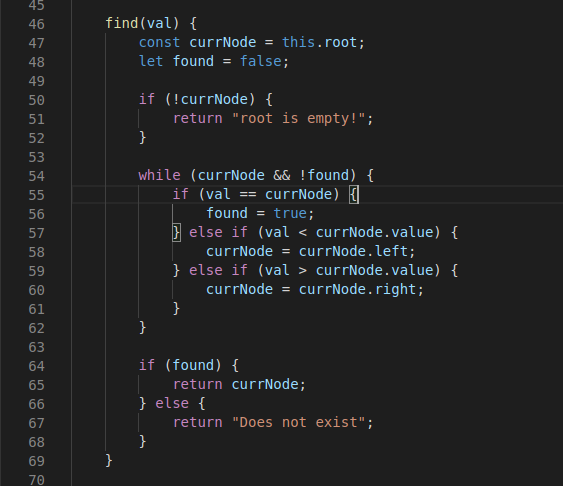 45
46 find(val) {
47 const currNode = this.root;
48 let found = false;
49
50 if (!currNode) {
51 return "root is empty!";
52 }
53
54 while (currNode && !found) {
55 if (val == currNode) {
56 found = true;
57 } else if (val < currNode.value) {
58 currNode = currNode.left;
59 } else if (val > currNode.value) {
60 currNode = currNode.right;
61 }
62 }
63
64 if (found) {
65 return currNode;
66 } else {
67 return "Does not exist";
68 }
69 }
70